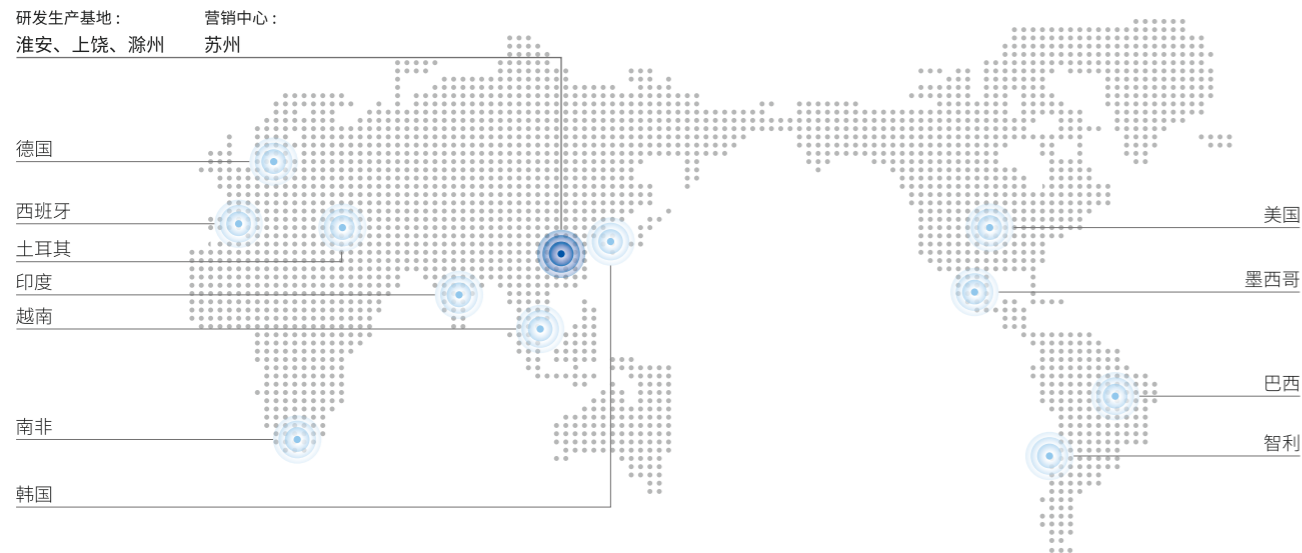 研发生产基地：
淮安、上饶、滁州
营销中心：
苏州
德国
西班牙
土耳其
印度
越南
南非
韩国
美国
墨西哥
巴西
智利